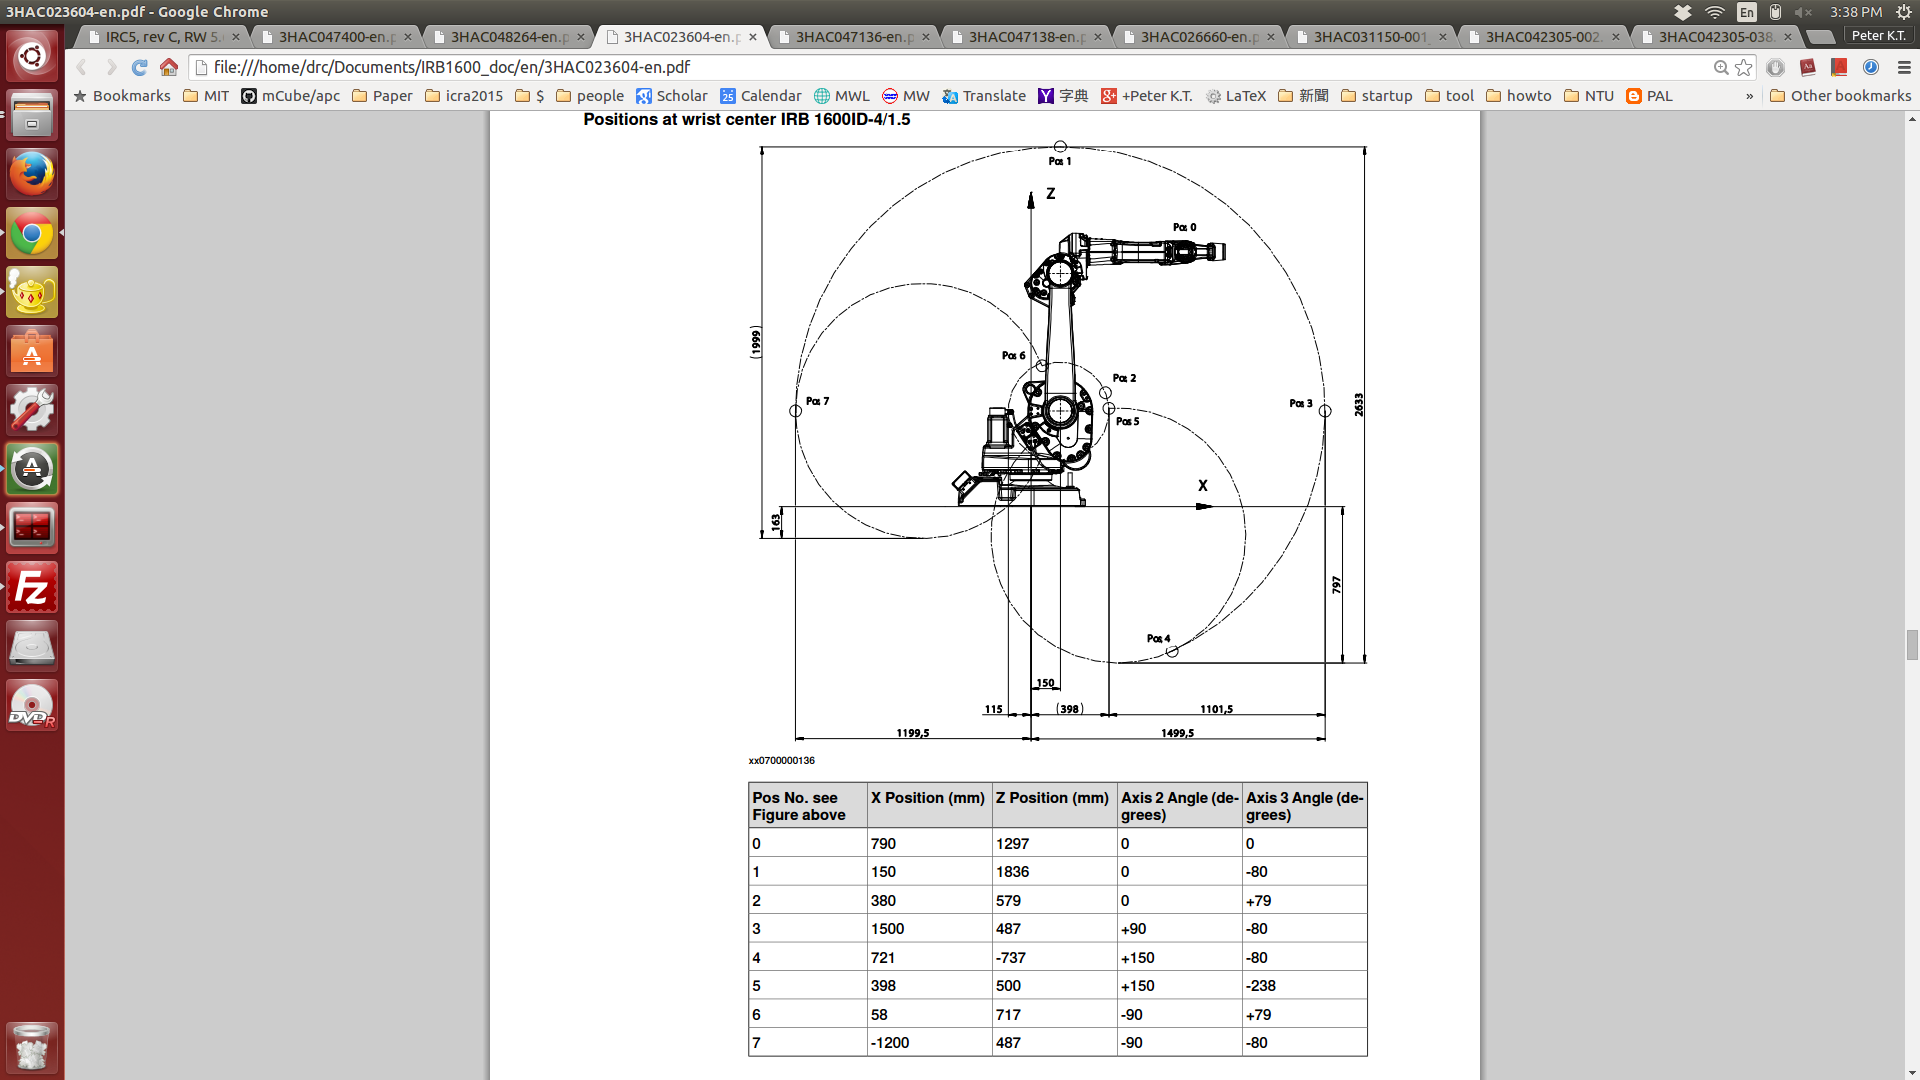 3HAC023604-en.pdf - Google Chrome
En
3:38 PM
IRC5, rev C, RW 5.
3HAC047400-en.p
3HAC048264-en.p
3HAC023604-en.p
3HAC047136-en.p
3HAC047138-en.p
3HAC026660-en.p
3HAC031150-001
3HAC042305-002
3HAC042305-038
Peter K.T.
file:///home/drc/Documents/IRB1600_doc/en/3HAC023604-en.pdf
Bookmarks MIT mCube/apc Paper icra2015 $ people Scholar 25 Calendar MWL MW Translate 字典 +Peter K.T. LaTeX 新聞 startup tool howto NTU PAL » Other bookmarks
Positions at wrist center IRB 1600ID-4/1.5
Pos 1
Z
Pos 0
(1999)
Pos 6
Pos 2
Pos 7
Pos 3
2633
Pos 5
X
163
797
Pos 4
150
115
(398)
1101,5
1199,5
1499,5
xx0700000136
Pos No. see Figure above X Position (mm) Z Position (mm) Axis 2 Angle (de-grees) Axis 3 Angle (de-grees)
0 790 1297 0 0
1 150 1836 0 -80
2 380 579 0 +79
3 1500 487 +90 -80
4 721 -737 +150 -80
5 398 500 +150 -238
6 58 717 -90 +79
7 -1200 487 -90 -80
Fz
DVD-R